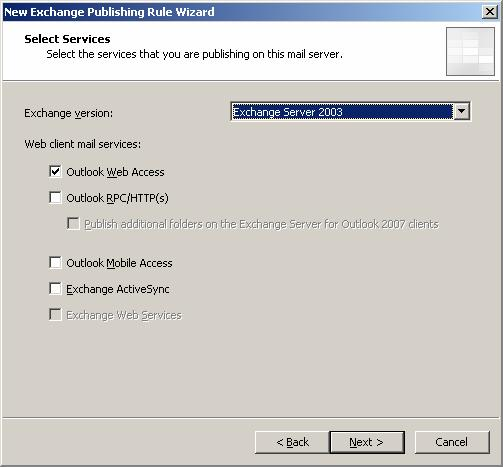 New Exchange Publishing Rule Wizard
Select Services
Select the services that you are publishing on this mail server.
Exchange version: Exchange Server 2003
Web client mail services:
Outlook Web Access
Outlook RPC/HTTP(s)
Publish additional folders on the Exchange Server for Outlook 2007 clients
Outlook Mobile Access
Exchange ActiveSync
Exchange Web Services
< Back Next > Cancel